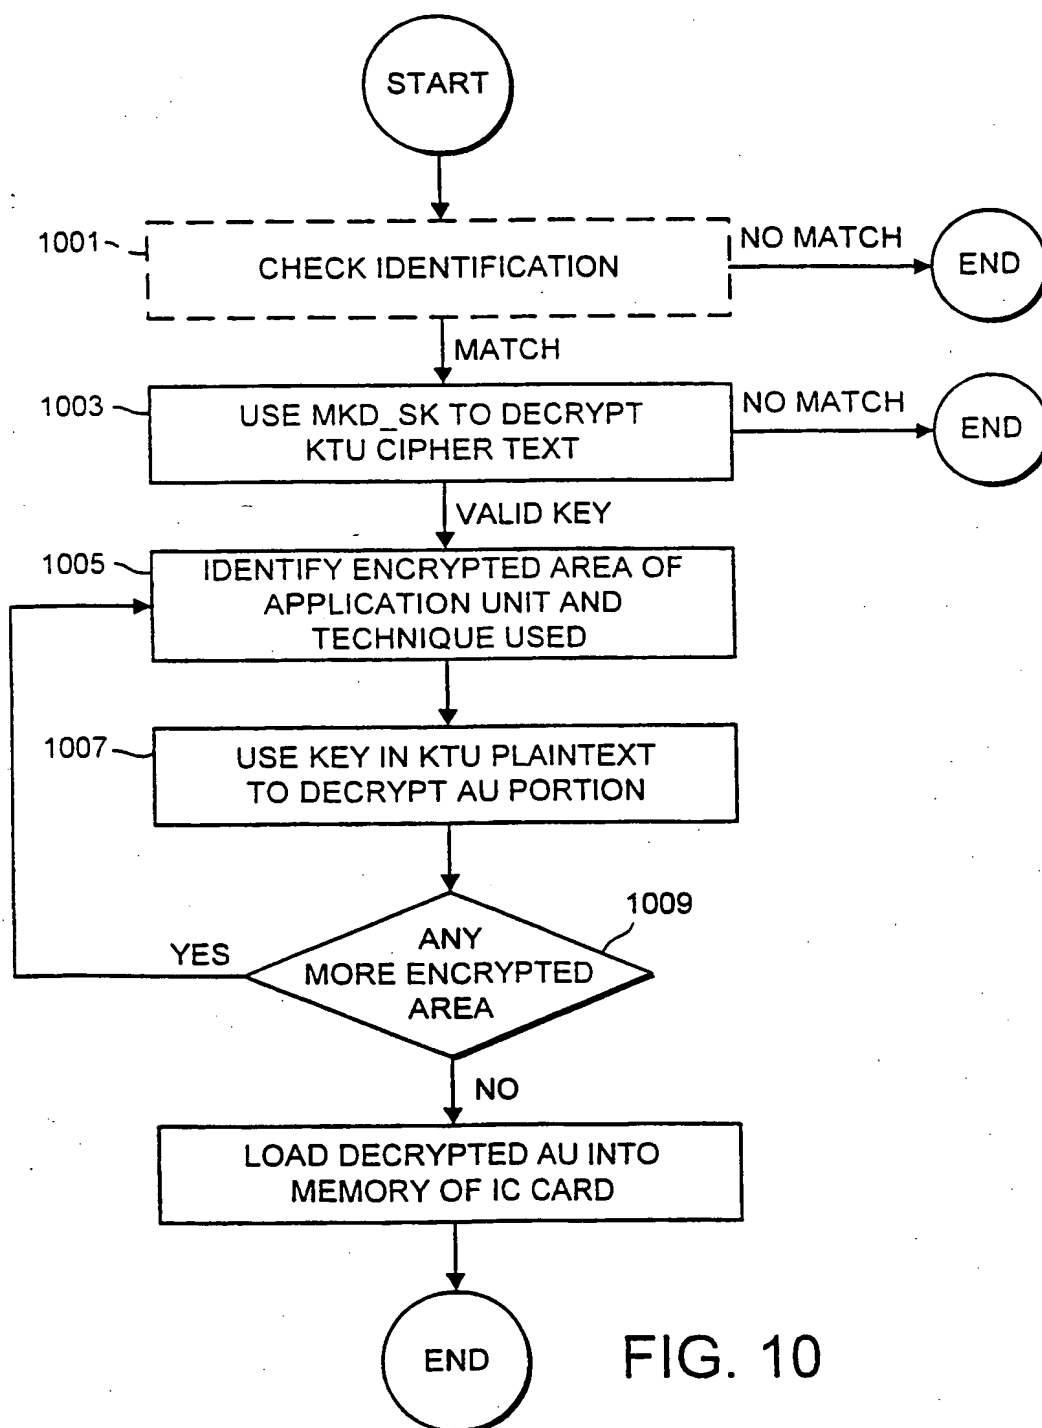 START
1001
CHECK IDENTIFICATION
NO MATCH
END
MATCH
1003
USE MKD_SK TO DECRYPT
KTU CIPHER TEXT
NO MATCH
END
VALID KEY
1005
IDENTIFY ENCRYPTED AREA OF
APPLICATION UNIT AND
TECHNIQUE USED
1007
USE KEY IN KTU PLAINTEXT
TO DECRYPT AU PORTION
1009
YES
ANY
MORE ENCRYPTED
AREA
NO
LOAD DECRYPTED AU INTO
MEMORY OF IC CARD
END
FIG. 10